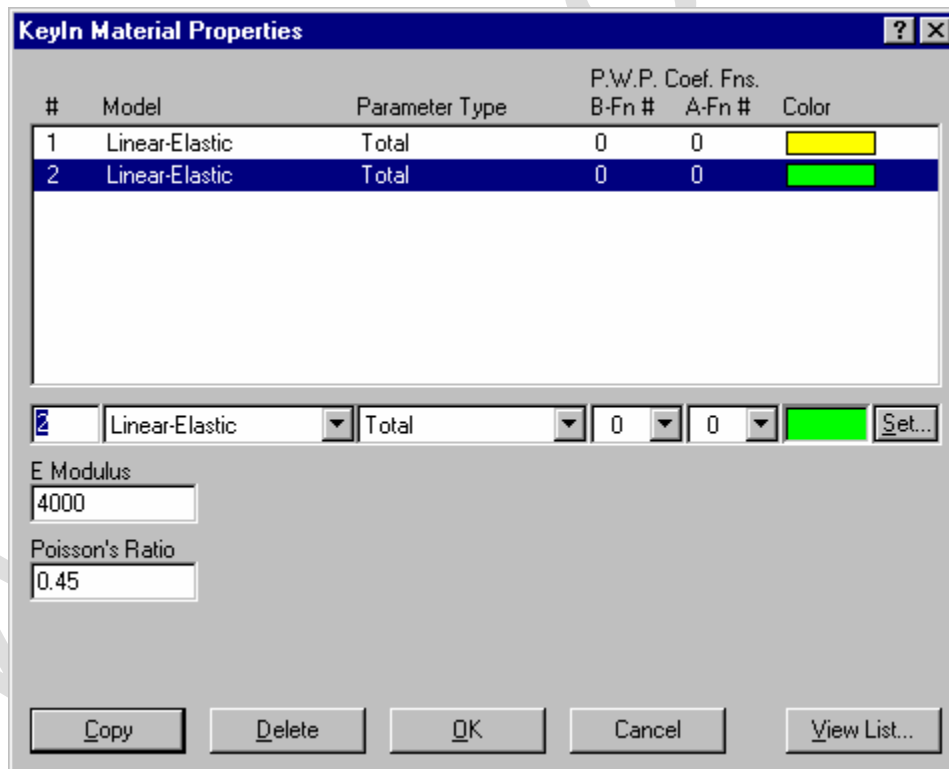 KeyIn Material Properties
P.W.P. Coef. Fns.
# Model Parameter Type B-Fn # A-Fn # Color
1 Linear-Elastic Total 0 0
2 Linear-Elastic Total 0 0
2 Linear-Elastic Total 0 0 Set...
E Modulus
4000
Poisson's Ratio
0.45
Copy Delete OK Cancel View List...